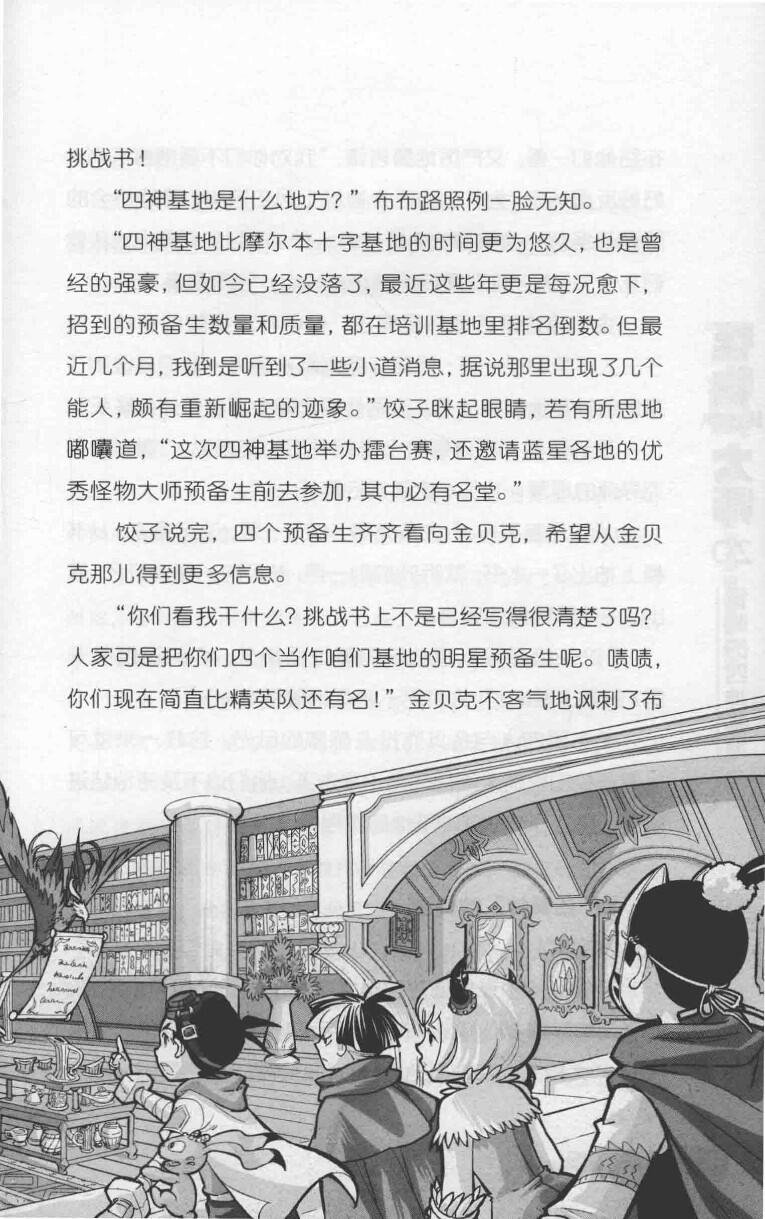 挑战书！
“四神基地是什么地方？”布布路照例一脸无知。
“四神基地比摩尔本十字基地的时间更为悠久，也是曾
经的强豪，但如今已经没落了，最近这些年更是每况愈下，
招到的预备生数量和质量，都在培训基地里排名倒数。但最
近几个月，我倒是听到了一些小道消息，据说那里出现了几个
能人，颇有重新崛起的迹象。”饺子眯起眼睛，若有所思地
嘟囔道，“这次四神基地举办擂台赛，还邀请蓝星各地的优
秀怪物大师预备生前去参加，其中必有名堂。”
饺子说完，四个预备生齐齐看向金贝克，希望从金贝
克那儿得到更多信息。
“你们看我干什么？挑战书上不是已经写得很清楚了吗？
人家可是把你们四个当作咱们基地的明星预备生呢。啧啧，
你们现在简直比精英队还有名！”金贝克不客气地讽刺了布